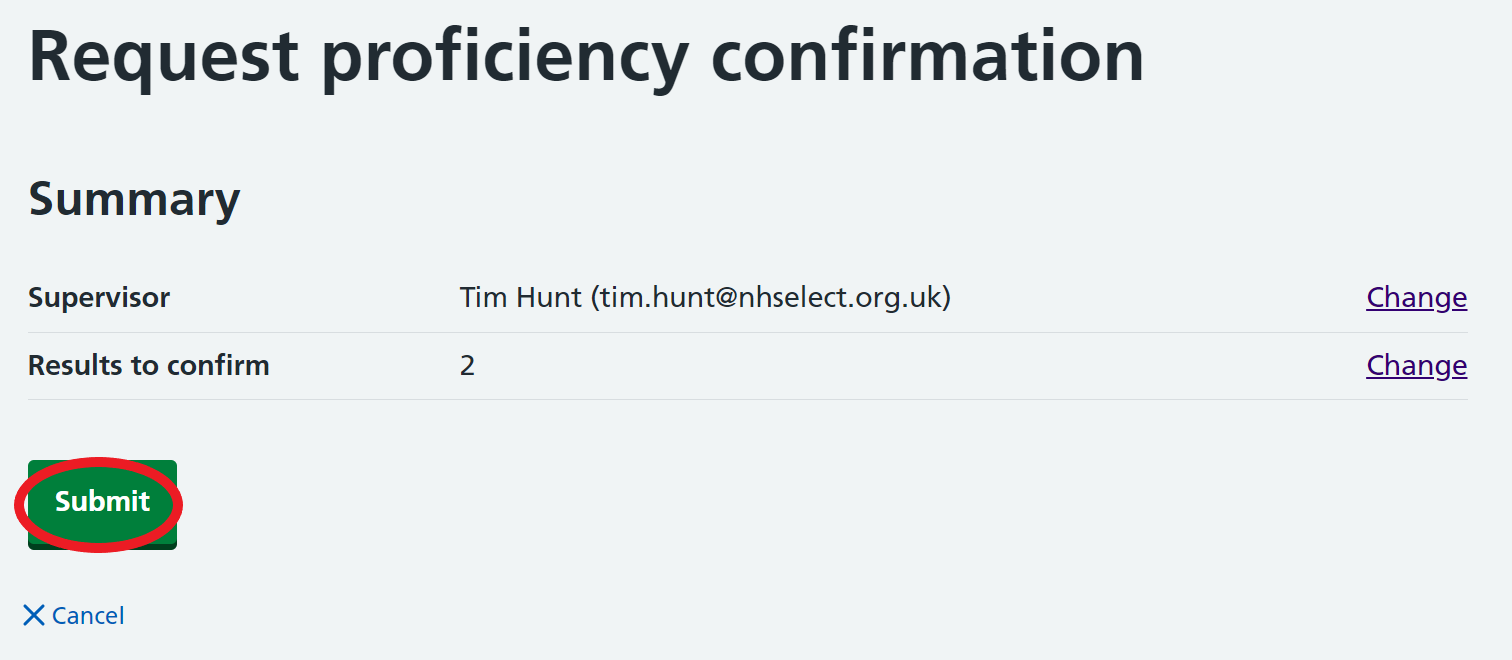 Request proficiency confirmation
Summary
Supervisor Tim Hunt (tim.hunt@nhselect.org.uk) Change
Results to confirm 2 Change
Submit
Cancel